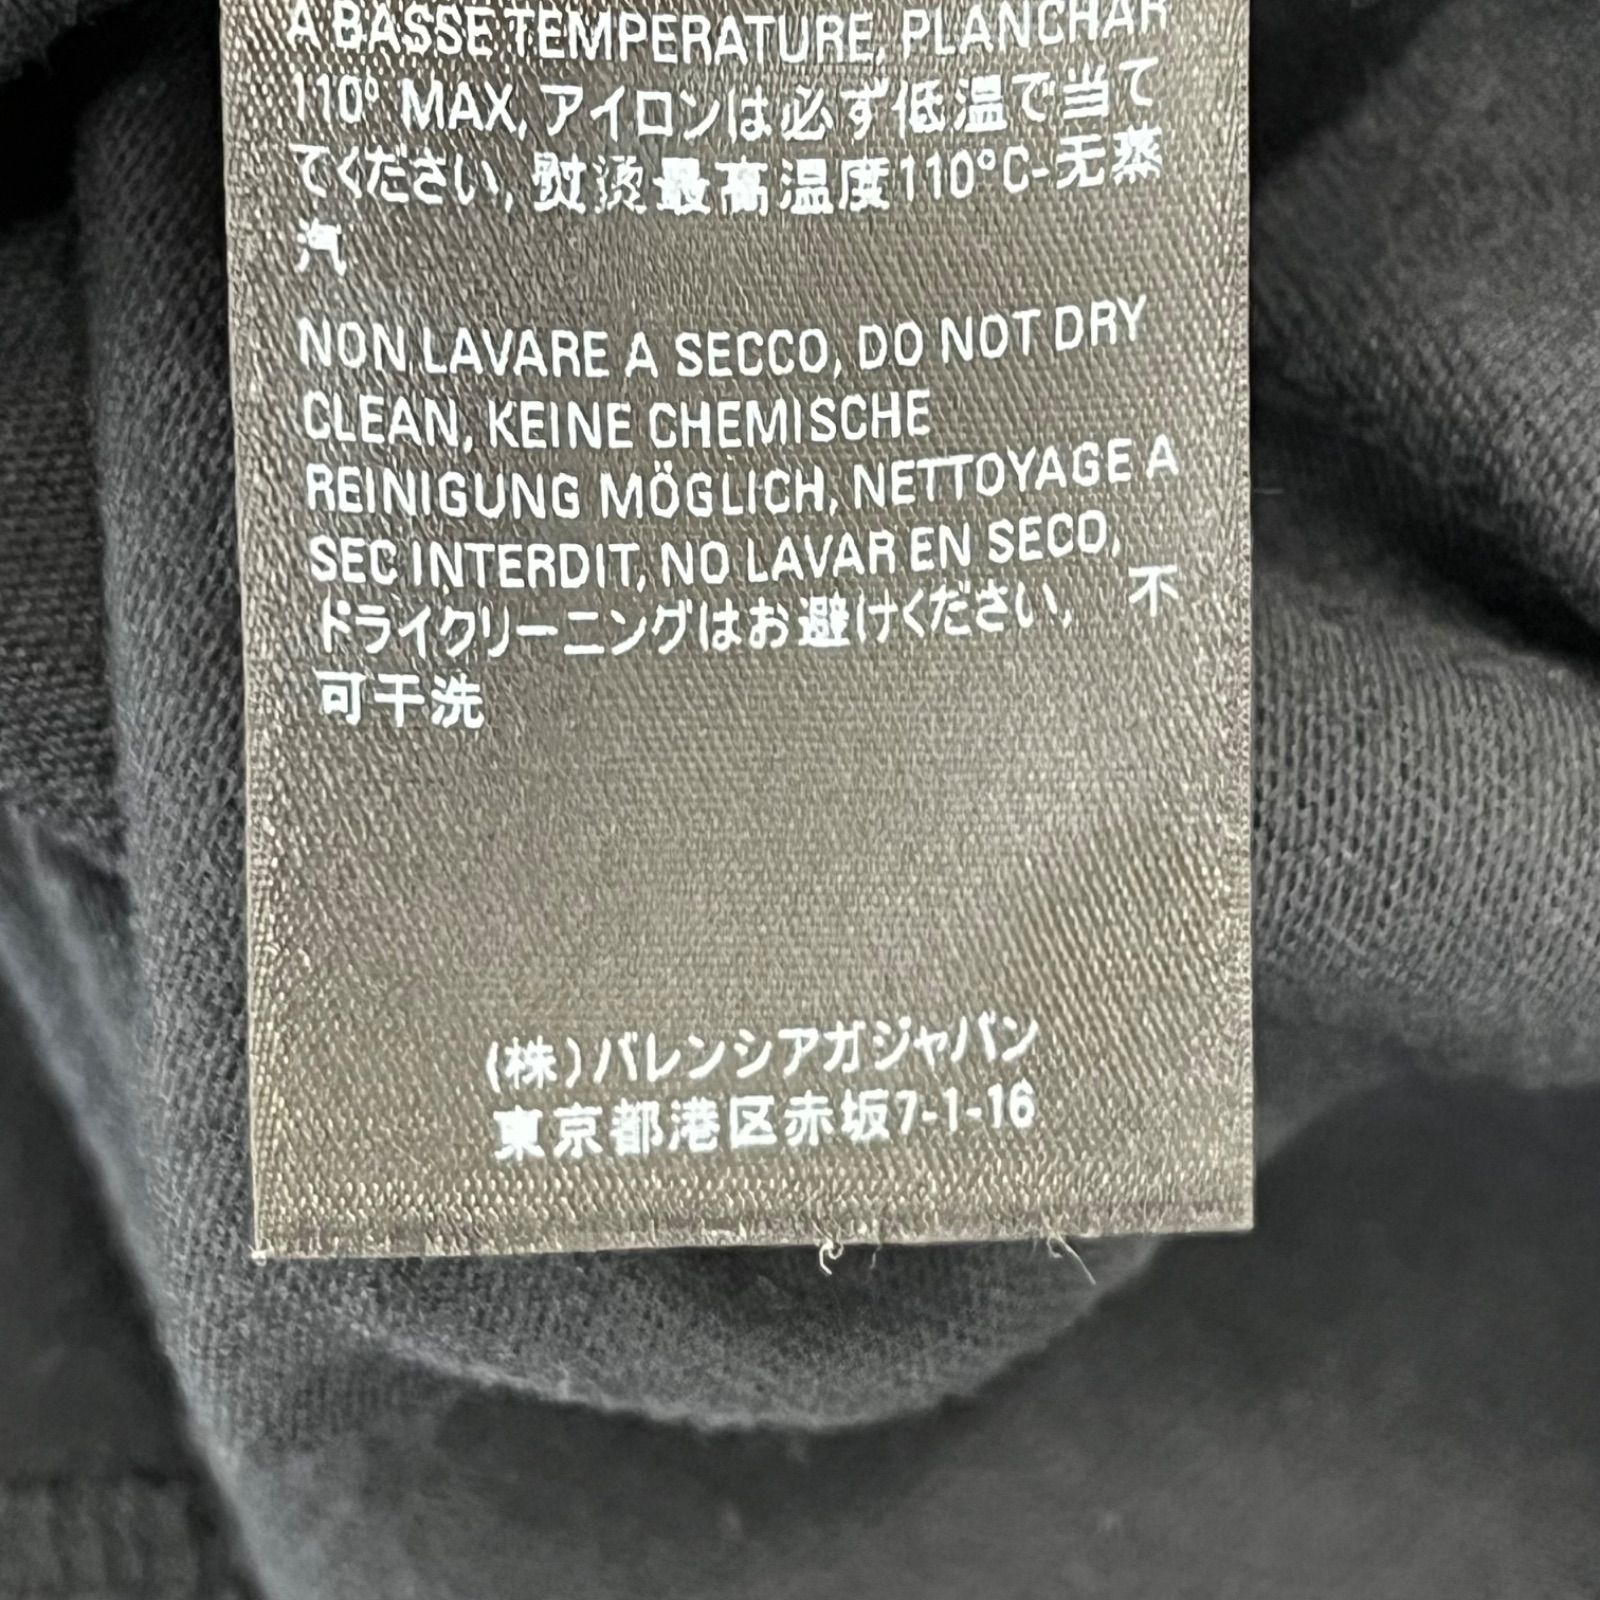 A BASSE TEMPERATURE, PLANCHAR
110° MAX, アイロンは必ず低温で当て
てください, 熨烫最高温度110°C-无蒸
汽
NON LAVARE A SECCO, DO NOT DRY
CLEAN, KEINE CHEMISCHE
REINIGUNG MÖGLICH, NETTOYAGE A
SEC INTERDIT, NO LAVAR EN SECO,
ドライクリーニングはお避けください, 不
可干洗
(株)バレンシアガジャパン
東京都港区赤坂7-1-16